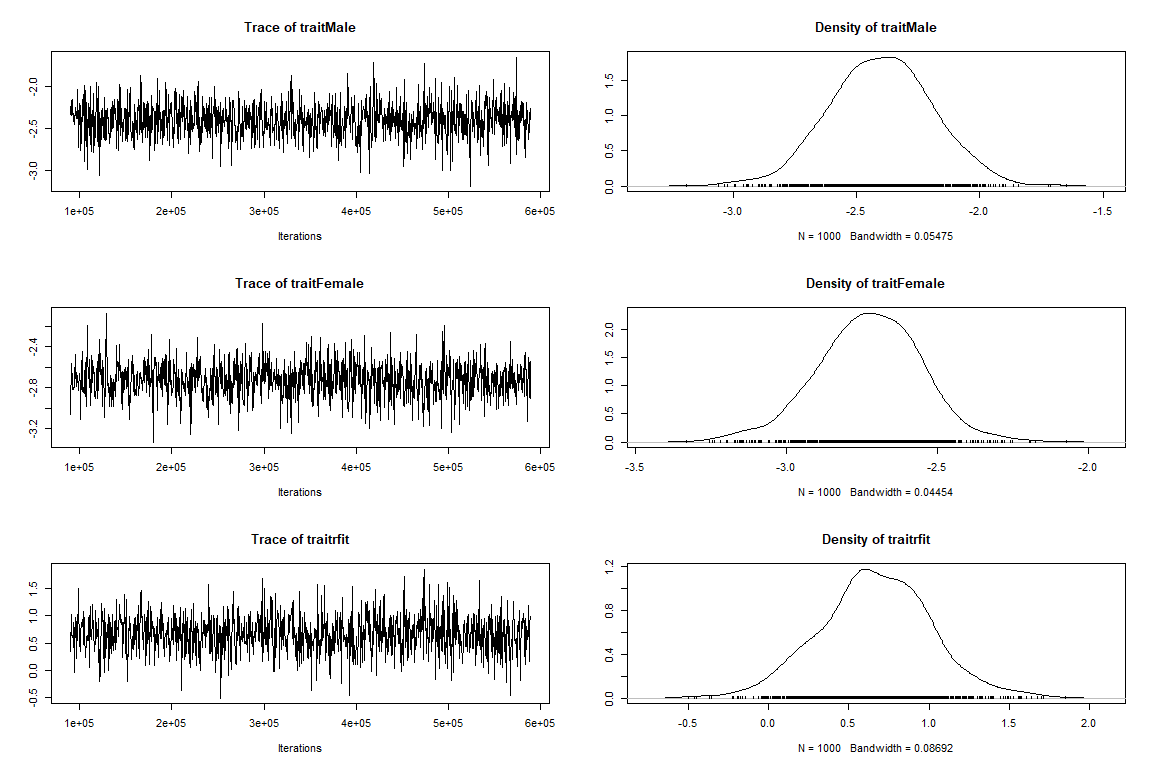 Trace of traitMale
-2.0
-2.5
-3.0
1e+05 2e+05 3e+05 4e+05 5e+05 6e+05
Iterations
Density of traitMale
1.5
1.0
0.5
0.0
-3.0 -2.5 -2.0 -1.5
N = 1000 Bandwidth = 0.05475
Trace of traitFemale
-2.4
-2.8
-3.2
1e+05 2e+05 3e+05 4e+05 5e+05 6e+05
Iterations
Density of traitFemale
2.0
1.5
1.0
0.5
0.0
-3.5 -3.0 -2.5 -2.0
N = 1000 Bandwidth = 0.04454
Trace of traitrfit
1.5
1.0
0.5
0.0
-0.5
1e+05 2e+05 3e+05 4e+05 5e+05 6e+05
Iterations
Density of traitrfit
1.2
0.8
0.4
0.0
-0.5 0.0 0.5 1.0 1.5 2.0
N = 1000 Bandwidth = 0.08692